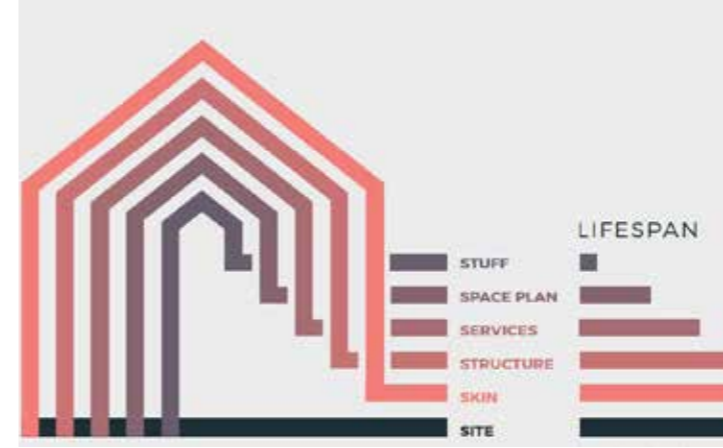 LIFESPAN
STUFF
SPACE PLAN
SERVICES
STRUCTURE
SKIN
SITE